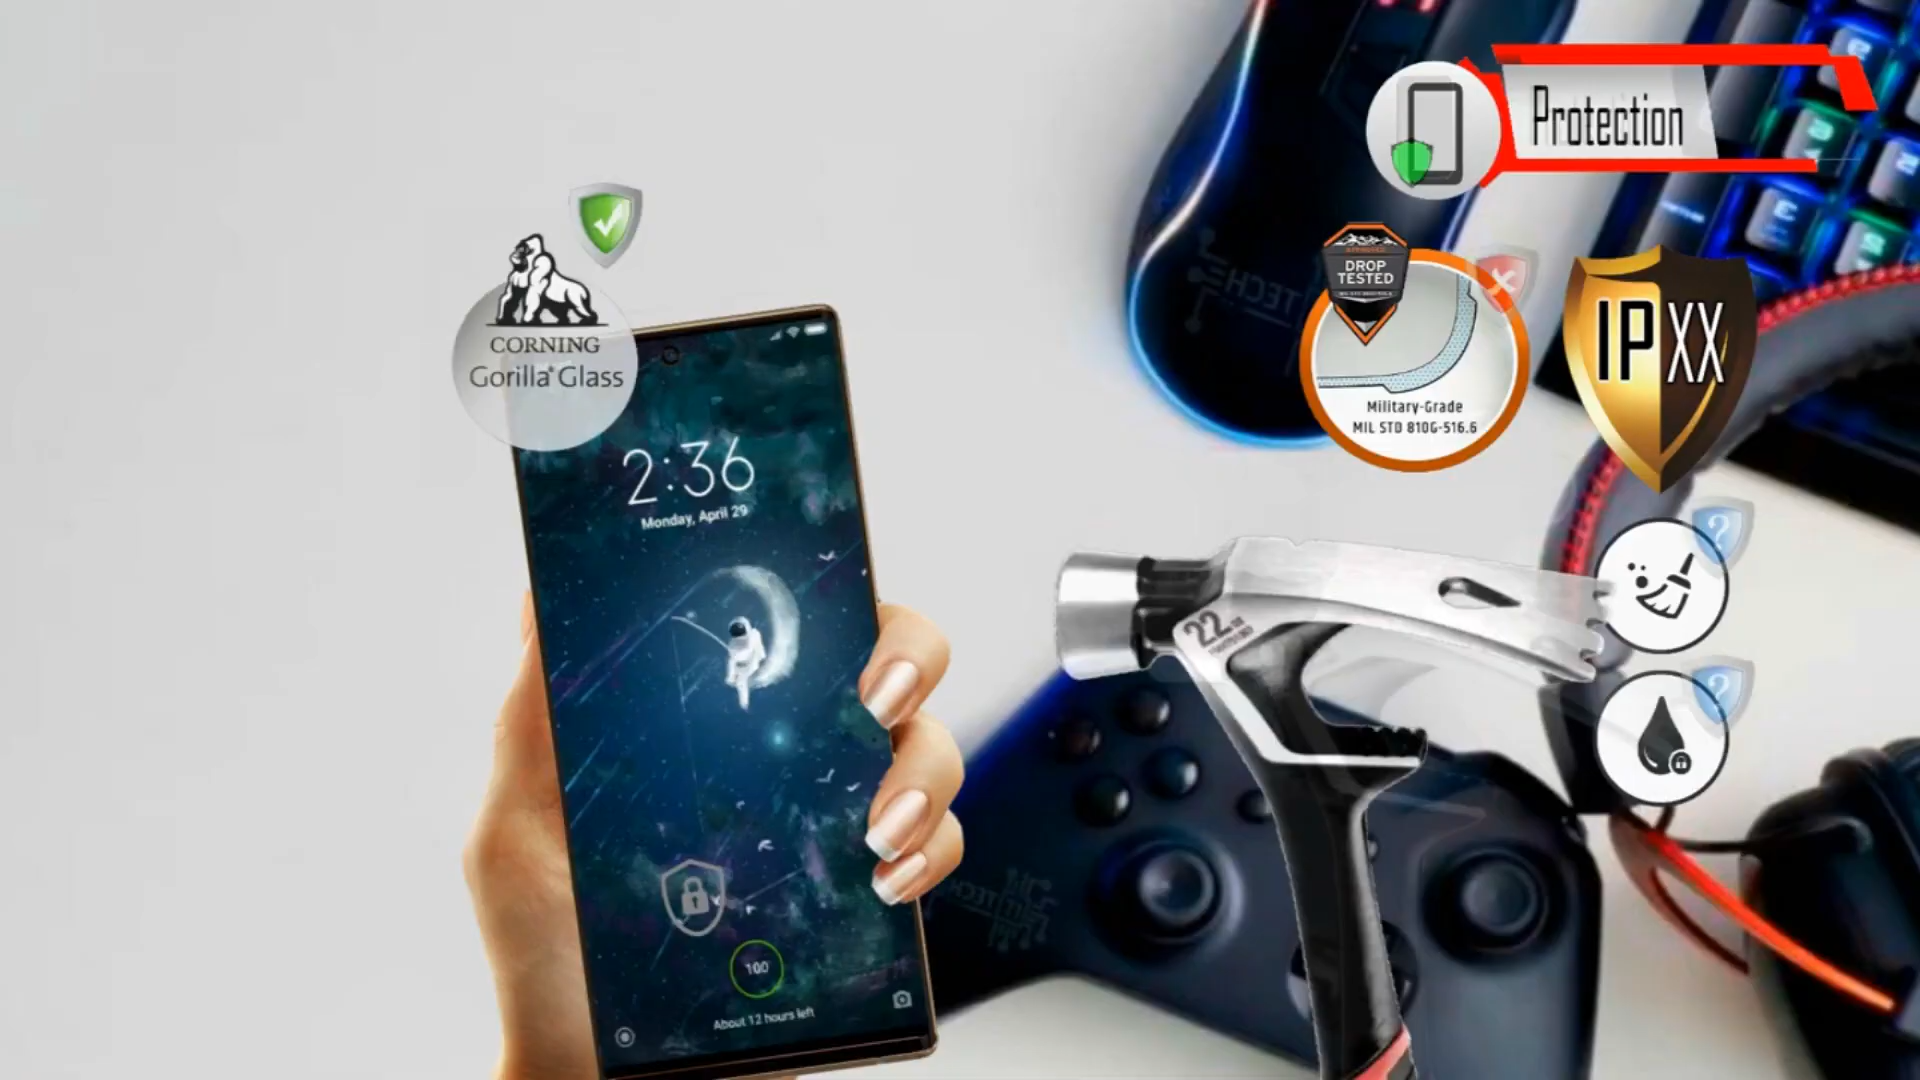 Protection
DROP
TESTED
Military-Grade
MIL STD 810G-516.6
IPXX
?
?
CORNING
Gorilla® Glass
2:36
Monday, April 29
22
100
About 12 hours left